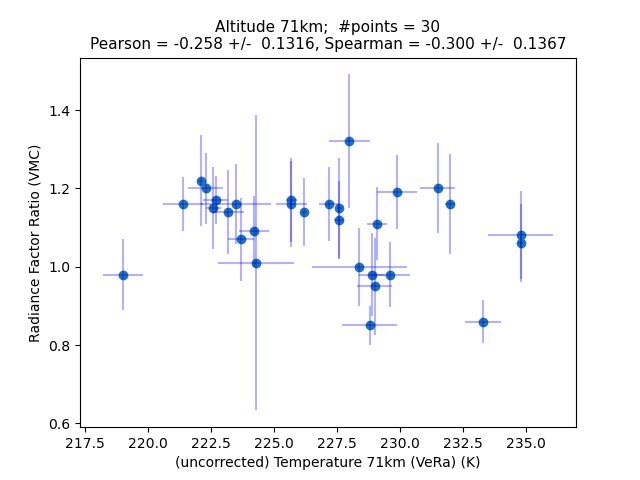 Altitude 71km;  #points = 30
Pearson = -0.258 +/-  0.1316, Spearman = -0.300 +/-  0.1367
Radiance Factor Ratio (VMC)
1.4
1.2
1.0
0.8
0.6
217.5 220.0 222.5 225.0 227.5 230.0 232.5 235.0
(uncorrected) Temperature 71km (VeRa) (K)